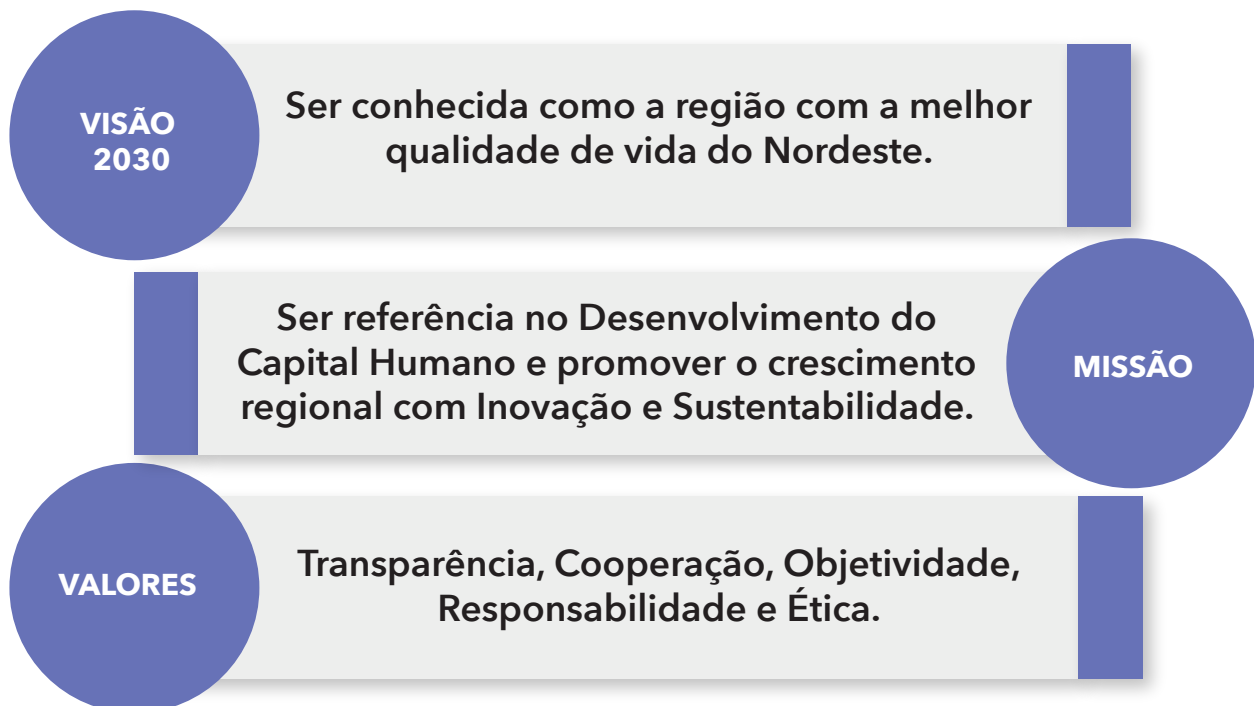 VISÃO
2030
Ser conhecida como a região com a melhor
qualidade de vida do Nordeste.
Ser referência no Desenvolvimento do
Capital Humano e promover o crescimento
regional com Inovação e Sustentabilidade.
MISSÃO
VALORES
Transparência, Cooperação, Objetividade,
Responsabilidade e Ética.